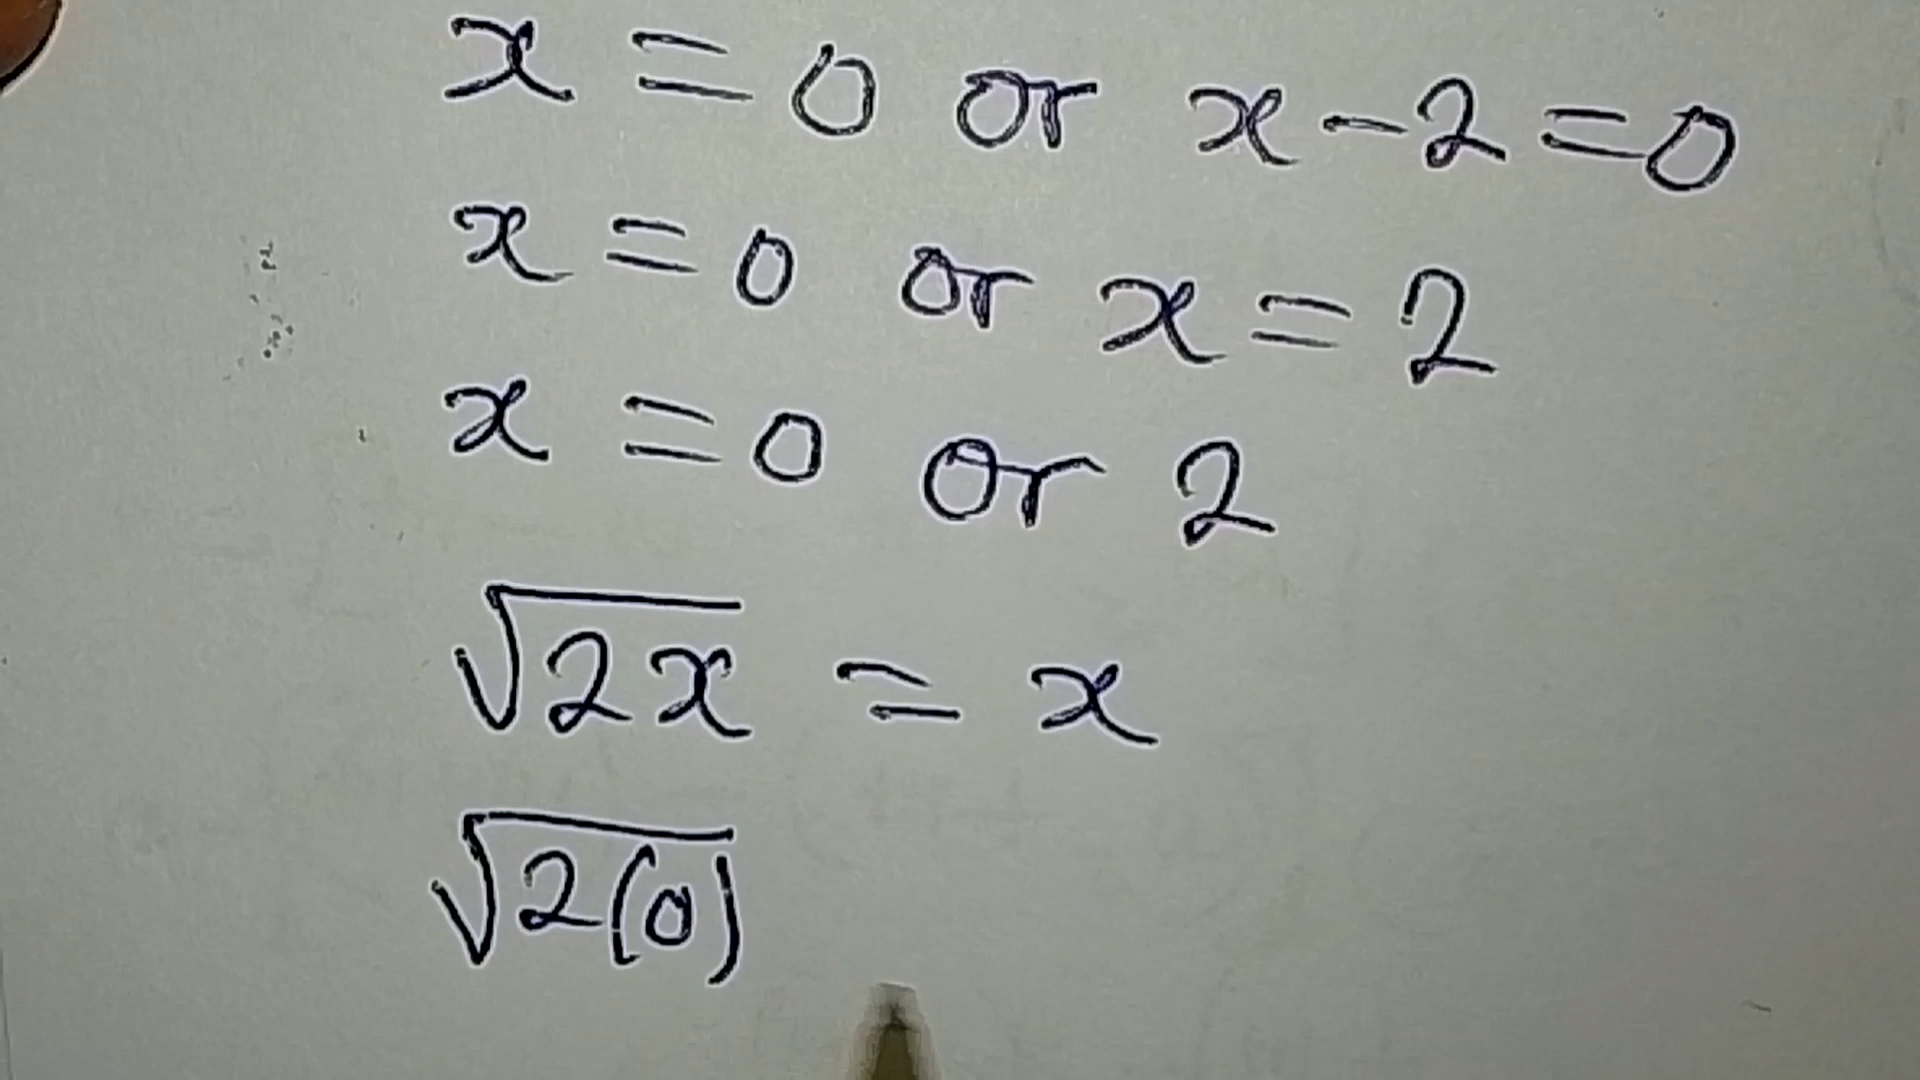 x = 0 or x - 2 = 0
x = 0 or x = 2
x = 0 or 2
√2x = x
√2(0)